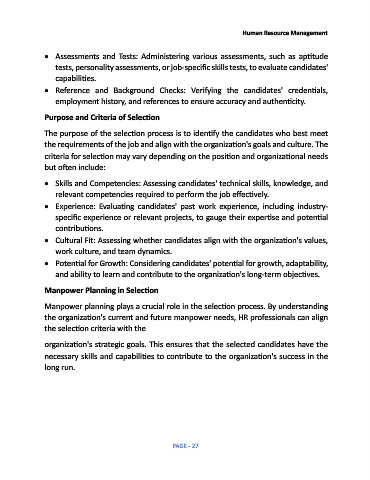 Human Resource Management
• Assessments and Tests: Administering various assessments, such as aptitude
tests, personality assessments, or job-specific skills tests, to evaluate candidates'
capabilities.
• Reference and Background Checks: Verifying the candidates' credentials,
employment history, and references to ensure accuracy and authenticity.
Purpose and Criteria of Selection
The purpose of the selection process is to identify the candidates who best meet
the requirements of the job and align with the organization's goals and culture. The
criteria for selection may vary depending on the position and organizational needs
but often include:
• Skills and Competencies: Assessing candidates' technical skills, knowledge, and
relevant competencies required to perform the job effectively.
• Experience: Evaluating candidates' past work experience, including industry-
specific experience or relevant projects, to gauge their expertise and potential
contributions.
• Cultural Fit: Assessing whether candidates align with the organization's values,
work culture, and team dynamics.
• Potential for Growth: Considering candidates' potential for growth, adaptability,
and ability to learn and contribute to the organization's long-term objectives.
Manpower Planning in Selection
Manpower planning plays a crucial role in the selection process. By understanding
the organization's current and future manpower needs, HR professionals can align
the selection criteria with the
organization's strategic goals. This ensures that the selected candidates have the
necessary skills and capabilities to contribute to the organization's success in the
long run.
PAGE - 27